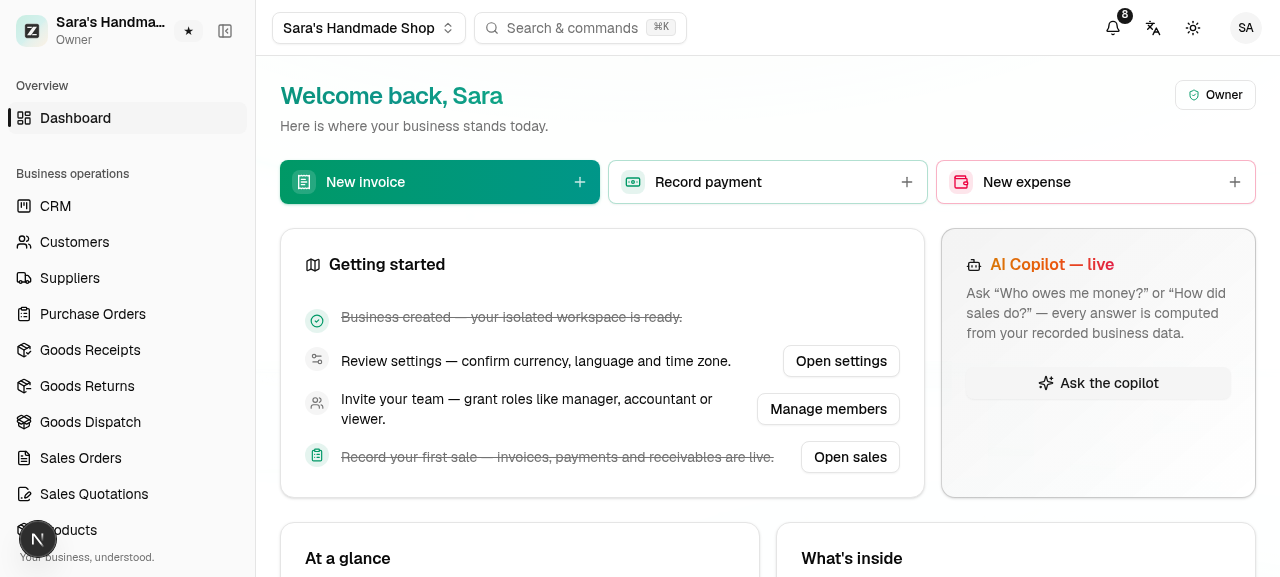 Sara's Handma...
Owner
Overview
Dashboard
Business operations
CRM
Customers
Suppliers
Purchase Orders
Goods Receipts
Goods Returns
Goods Dispatch
Sales Orders
Sales Quotations
oducts
N
Your business, understood.
Sara's Handmade Shop
Search & commands
⌘K
8
SA
Welcome back, Sara
Owner
Here is where your business stands today.
New invoice
Record payment
New expense
Getting started
Business created — your isolated workspace is ready.
Review settings — confirm currency, language and time zone.
Open settings
Invite your team — grant roles like manager, accountant or
viewer.
Manage members
Record your first sale — invoices, payments and receivables are live.
Open sales
AI Copilot — live
Ask “Who owes me money?” or “How did
sales do?” — every answer is computed
from your recorded business data.
Ask the copilot
At a glance
What's inside